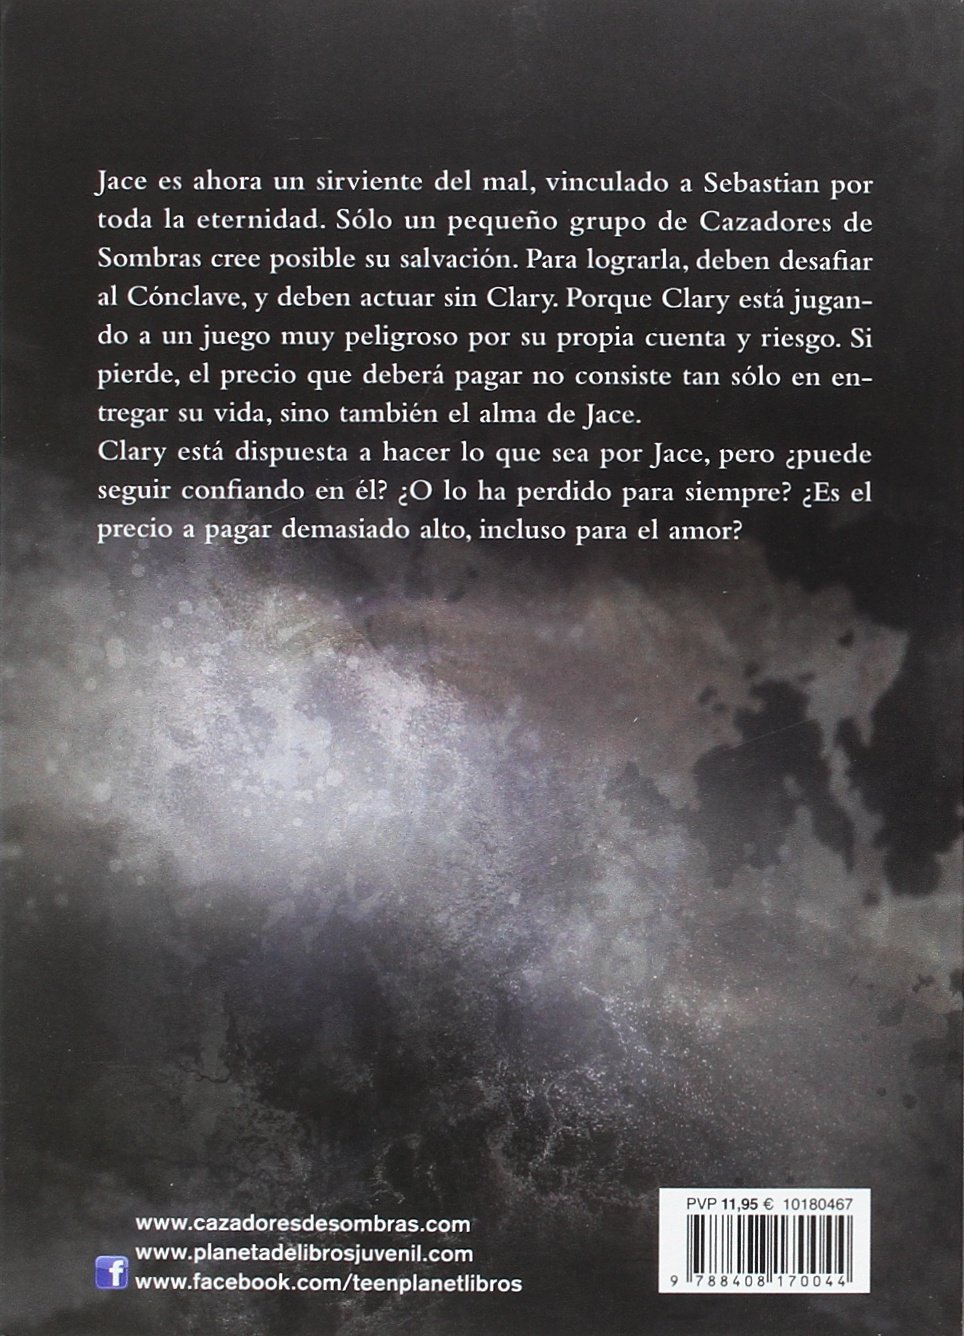 Jace es ahora un sirviente del mal, vinculado a Sebastian por
toda la eternidad. Sólo un pequeño grupo de Cazadores de
Sombras cree posible su salvación. Para lograrla, deben desafiar
al Cónclave, y deben actuar sin Clary. Porque Clary está jugan-
do a un juego muy peligroso por su propia cuenta y riesgo. Si
pierde, el precio que deberá pagar no consiste tan sólo en en-
tregar su vida, sino también el alma de Jace.
Clary está dispuesta a hacer lo que sea por Jace, pero ¿puede
seguir confiando en él? ¿O lo ha perdido para siempre? ¿Es el
precio a pagar demasiado alto, incluso para el amor?
www.cazadoresdesombras.com
www.planetadelibrosjuvenil.com
f www.facebook.com/teenplanetlibros
PVP 11,95 € 10180467
9 788408 170044